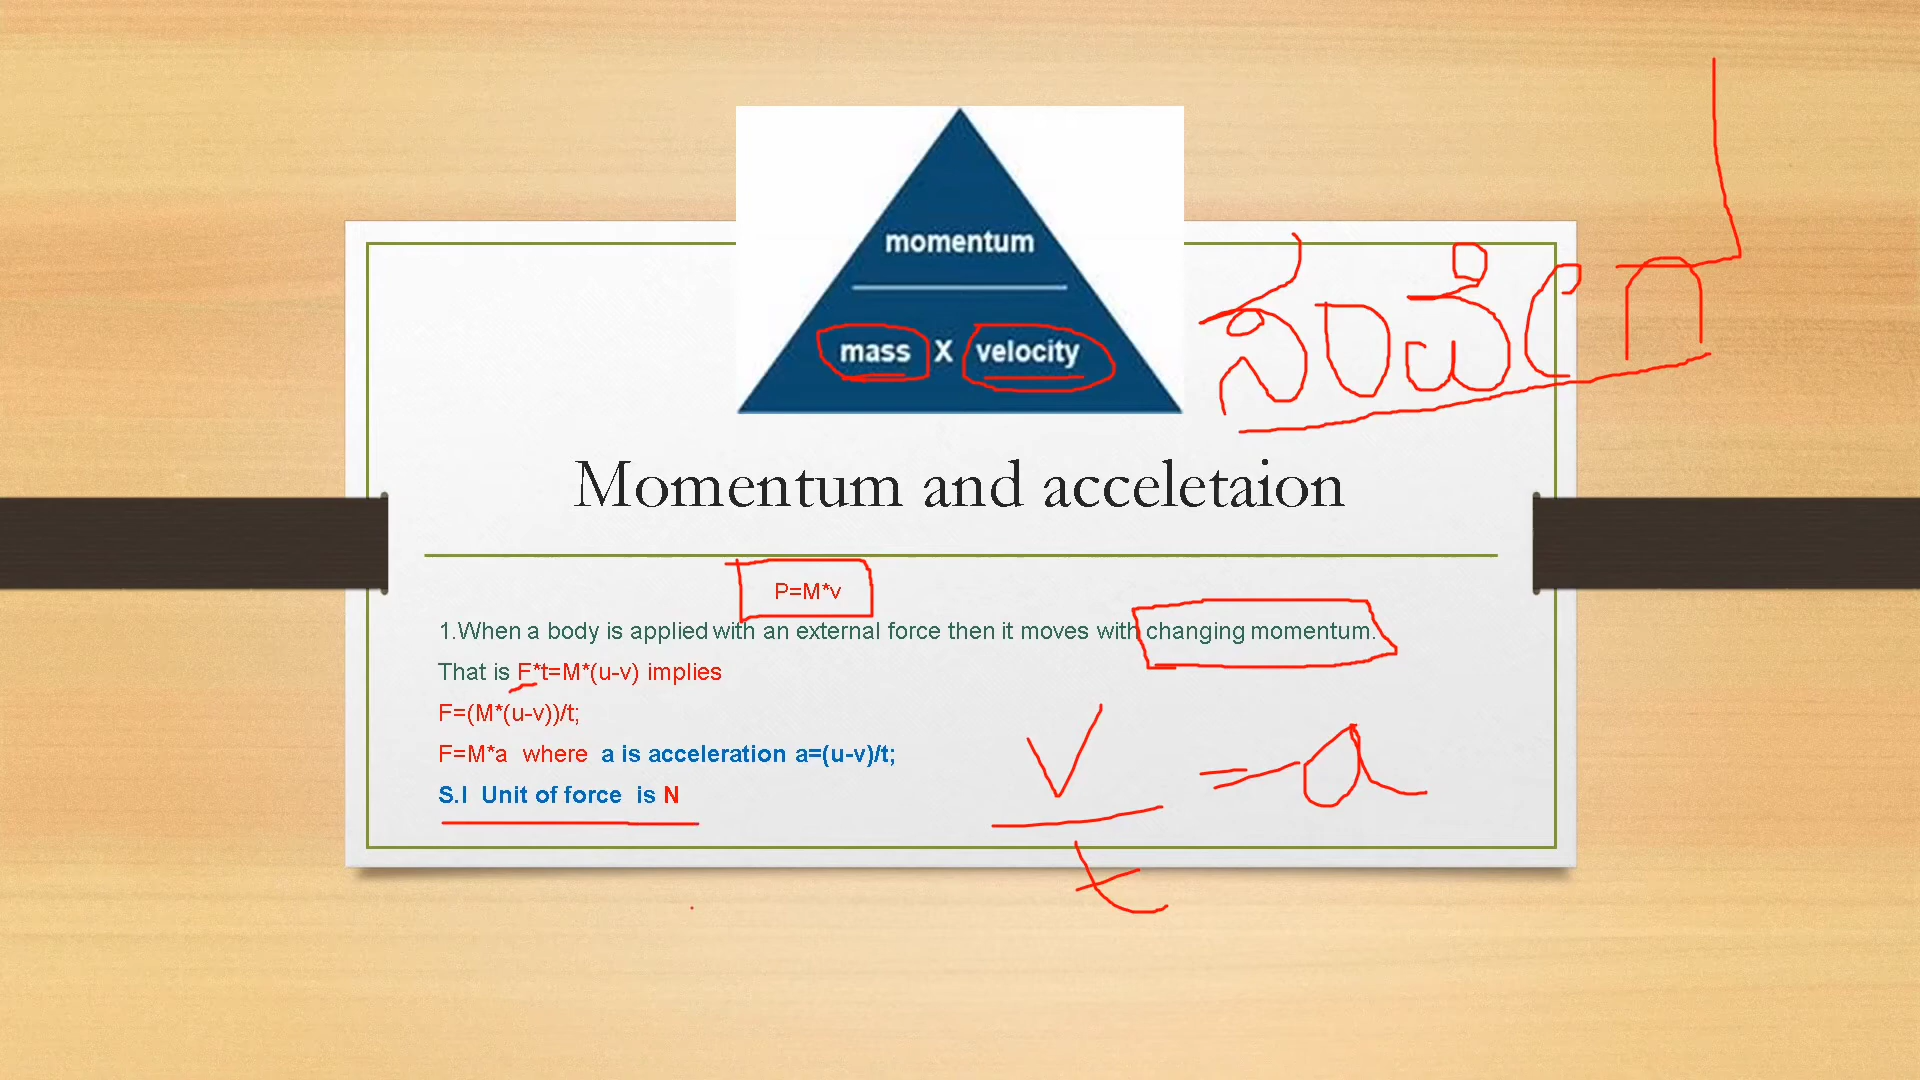 momentum
mass X velocity
ಸಂವೇಗ
Momentum and acceletaion
P=M*v
1.When a body is applied with an external force then it moves with changing momentum.
That is F*t=M*(u-v) implies
F=(M*(u-v))/t;
F=M*a where a is acceleration a=(u-v)/t;
S.I Unit of force is N
v
t
=a